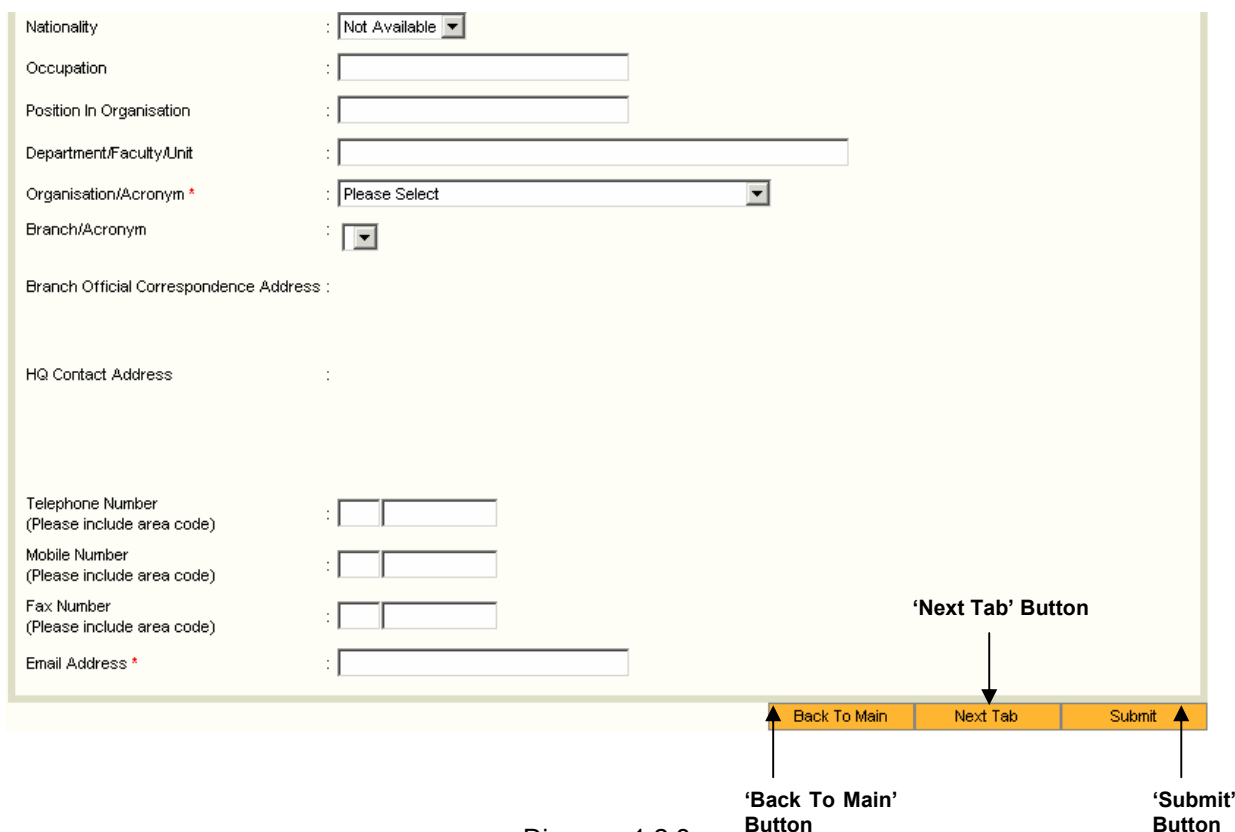 Nationality : Not Available
Occupation :
Position In Organisation :
Department/Faculty/Unit :
Organisation/Acronym * : Please Select
Branch/Acronym :
Branch Official Correspondence Address :
HQ Contact Address :
Telephone Number
(Please include area code) :
Mobile Number
(Please include area code) :
Fax Number
(Please include area code) :
Email Address * :
‘Next Tab’ Button
Back To Main Next Tab Submit
‘Back To Main’
Button
‘Submit’
Button